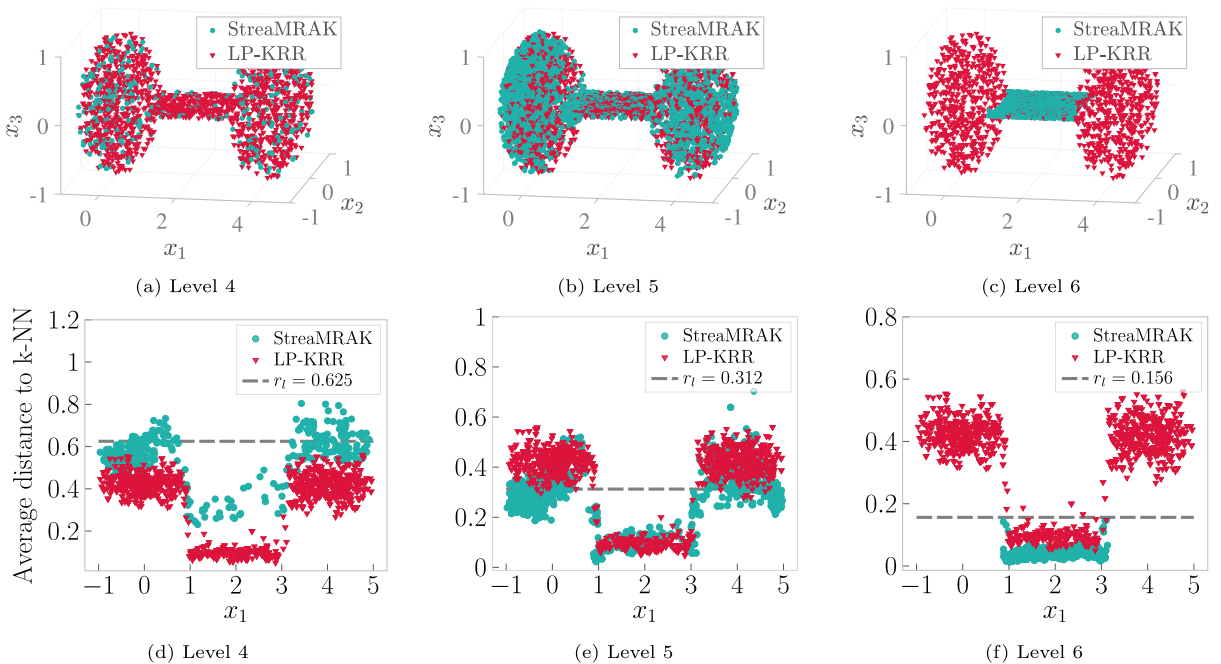 StreaMRAK
LP-KRR
1
0
-1
x₃
0
2
4
x₁
1
0
-1
x₂
(a) Level 4
StreaMRAK
LP-KRR
1
0
-1
x₃
0
2
4
x₁
1
0
-1
x₂
(b) Level 5
StreaMRAK
LP-KRR
1
0
-1
x₃
0
2
4
x₁
1
0
-1
x₂
(c) Level 6
Average distance to k-NN
1.2
1
0.8
0.6
0.4
0.2
StreaMRAK
LP-KRR
r_l = 0.625
−1 0 1 2 3 4 5
x₁
(d) Level 4
1
0.8
0.6
0.4
0.2
0
StreaMRAK
LP-KRR
r_l = 0.312
−1 0 1 2 3 4 5
x₁
(e) Level 5
0.8
0.6
0.4
0.2
0
StreaMRAK
LP-KRR
r_l = 0.156
−1 0 1 2 3 4 5
x₁
(f) Level 6